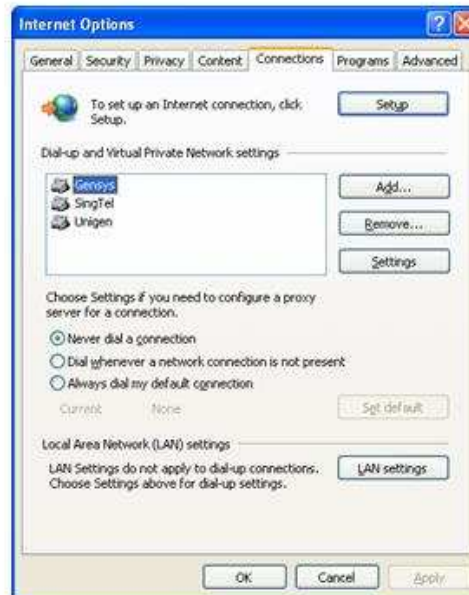 Internet Options
General Security Privacy Content Connections Programs Advanced
To set up an Internet connection, click
Setup.
Setup
Dial-up and Virtual Private Network settings
Gensys
SingTel
Unigen
Add...
Remove...
Settings
Choose Settings if you need to configure a proxy
server for a connection.
Never dial a connection
Dial whenever a network connection is not present
Always dial my default connection
Current None
Set default
Local Area Network (LAN) settings
LAN Settings do not apply to dial-up connections.
Choose Settings above for dial-up settings.
LAN settings
OK Cancel Apply